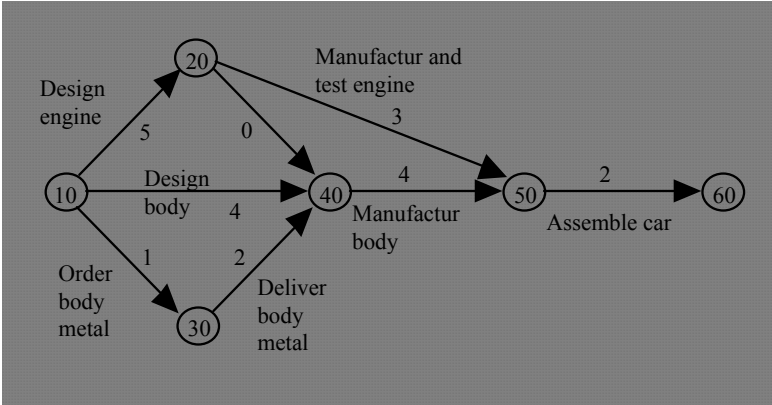 20
Manufactur and
test engine
Design
engine
3
5
0
10
Design
body
4
40
4
Manufactur
body
50
2
Assemble car
60
1
2
Order
body
metal
Deliver
body
metal
30